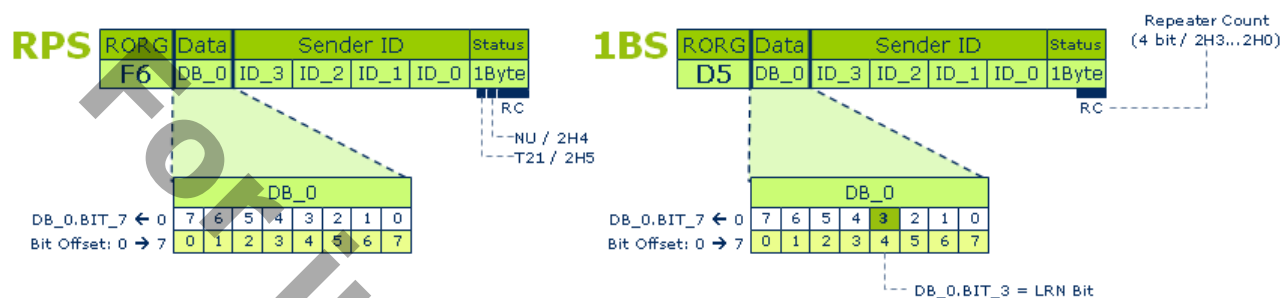 RPS
RORG Data Sender ID Status
F6 DB_0 ID_3 ID_2 ID_1 ID_0 1Byte
RC
NU / 2H4
T21 / 2H5
DB_0
DB_0.BIT_7 ← 0 7 6 5 4 3 2 1 0
Bit Offset: 0 → 7 0 1 2 3 4 5 6 7
1BS
RORG Data Sender ID Status
D5 DB_0 ID_3 ID_2 ID_1 ID_0 1Byte
Repeater Count
(4 bit / 2H3...2H0)
RC
DB_0
DB_0.BIT_7 ← 0 7 6 5 4 3 2 1 0
Bit Offset: 0 → 7 0 1 2 3 4 5 6 7
DB_0.BIT_3 = LRN Bit
For